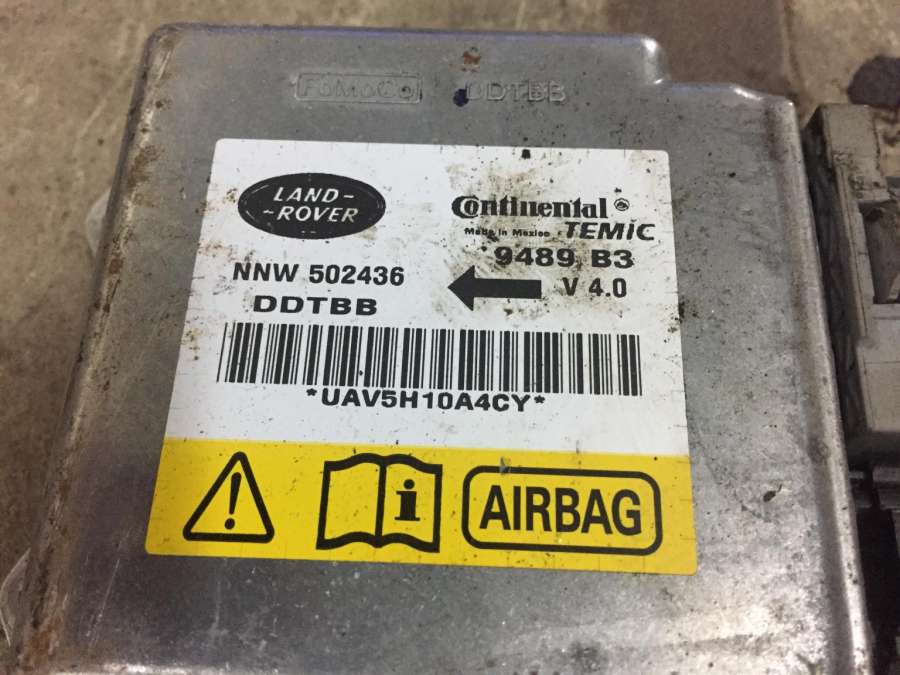 FoMoCo DDTBB
LAND-
-ROVER
Continental
Made in Mexico TEMIC
9489 B3
NNW 502436
V 4.0
DDTBB
*UAV5H10A4CY*
! i AIRBAG